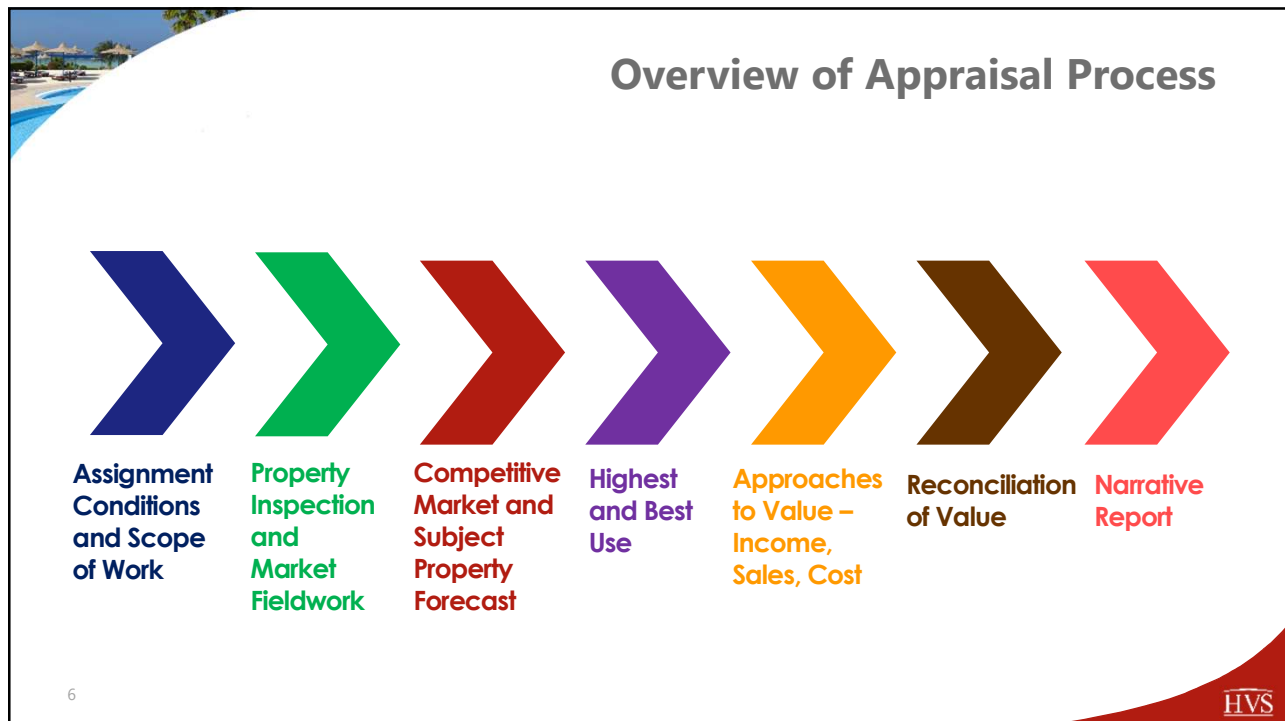 Overview of Appraisal Process
Assignment
Conditions
and Scope
of Work
Property
Inspection
and
Market
Fieldwork
Competitive
Market and
Subject
Property
Forecast
Highest
and Best
Use
Approaches
to Value –
Income,
Sales, Cost
Reconciliation
of Value
Narrative
Report
6
HVS